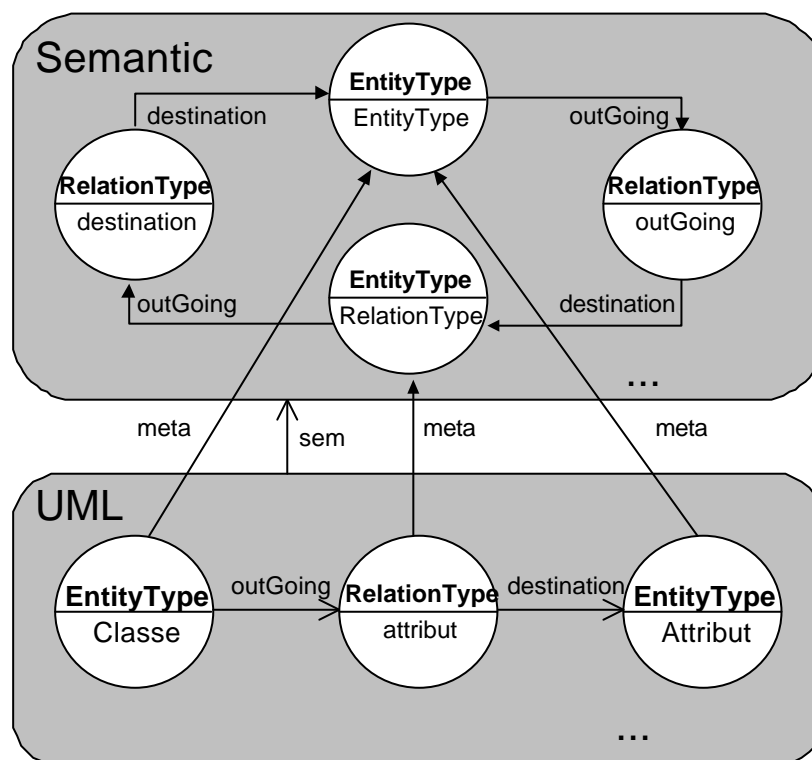 Semantic
EntityType
EntityType
destination
outGoing
RelationType
destination
RelationType
outGoing
EntityType
RelationType
outGoing
destination
...
meta
sem
meta
meta
UML
EntityType
Classe
outGoing
RelationType
attribut
destination
EntityType
Attribut
...